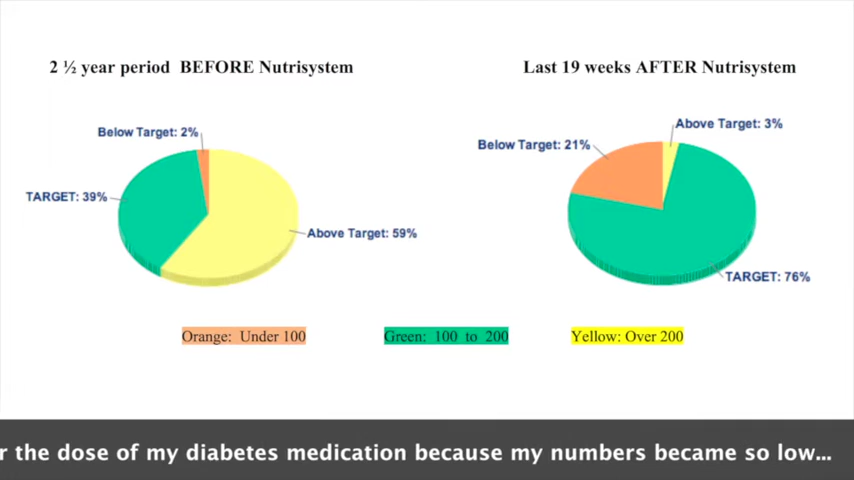 2 ½ year period BEFORE Nutrisystem
Last 19 weeks AFTER Nutrisystem
Below Target: 2%
TARGET: 39%
Above Target: 59%
Above Target: 3%
Below Target: 21%
TARGET: 76%
Orange: Under 100
Green: 100 to 200
Yellow: Over 200
the dose of my diabetes medication because my numbers became so low...